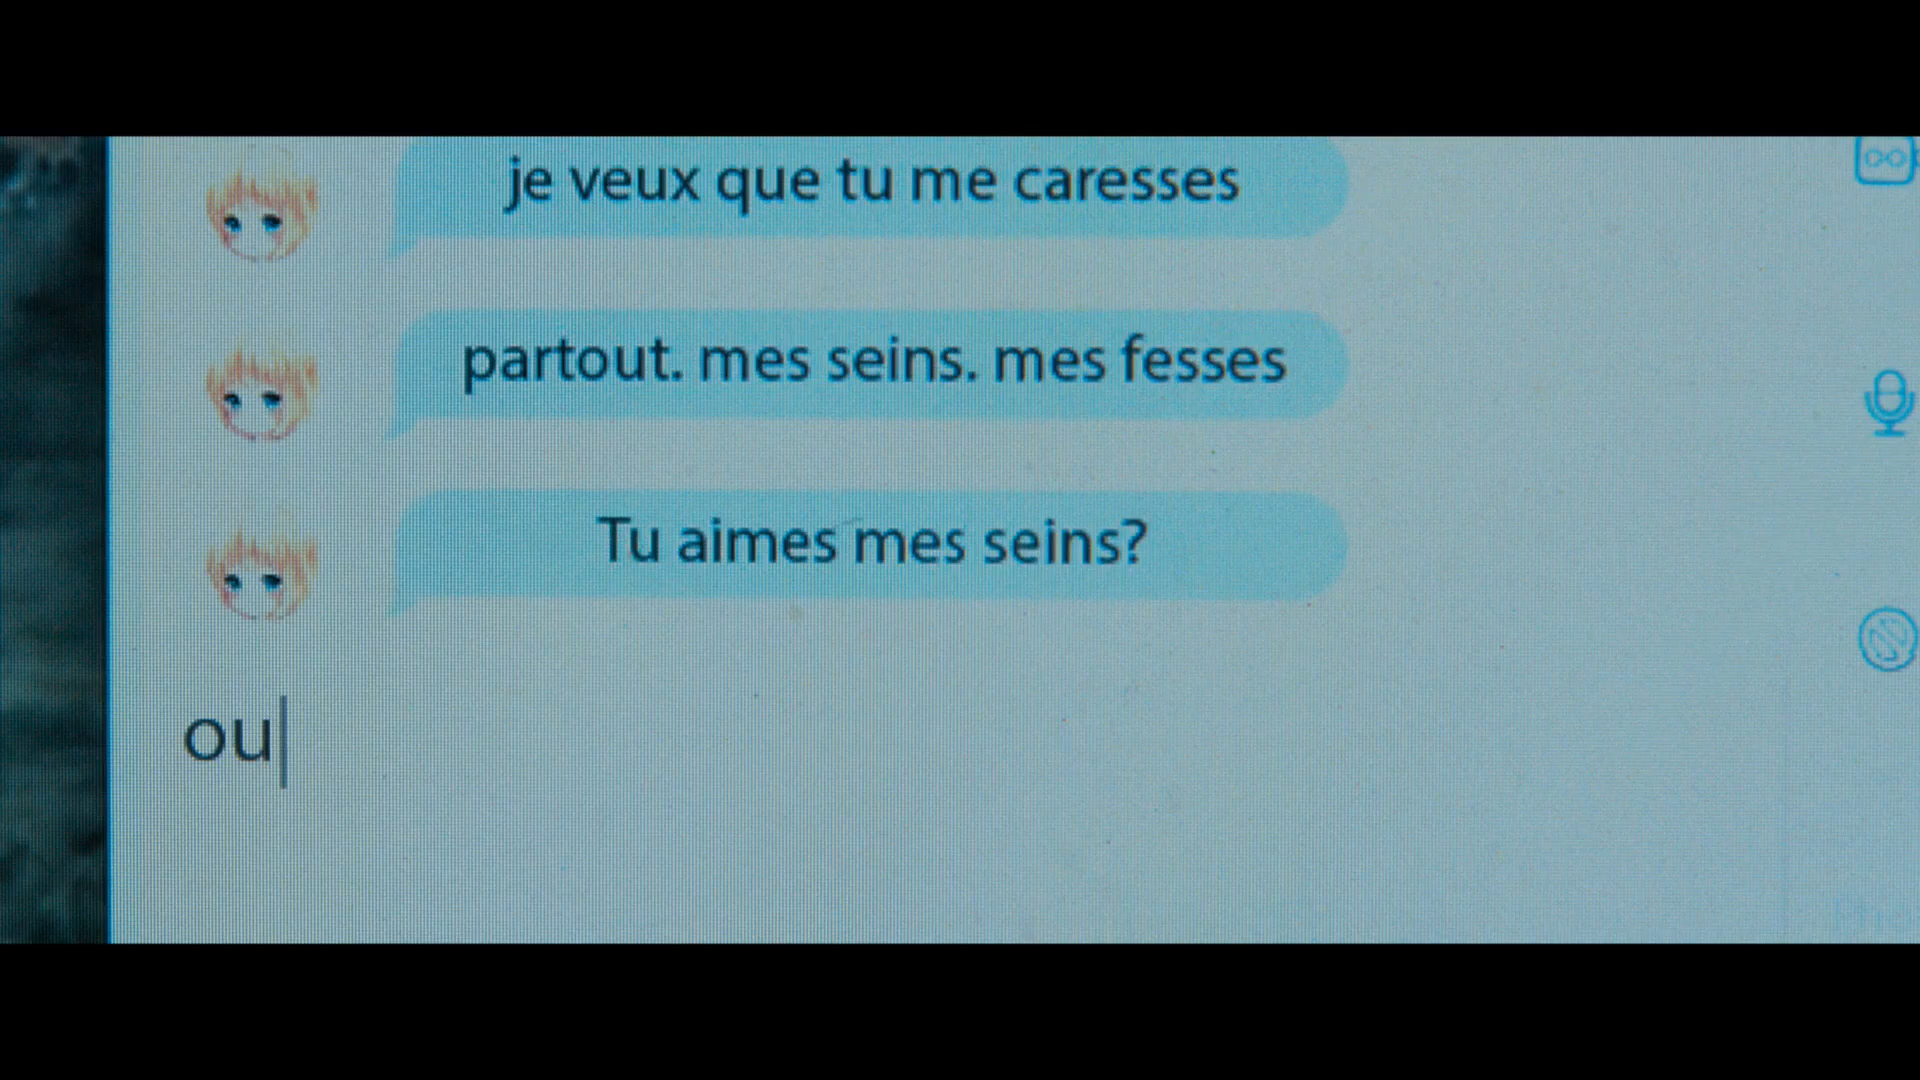 je veux que tu me caresses
partout. mes seins. mes fesses
Tu aimes mes seins?
ou